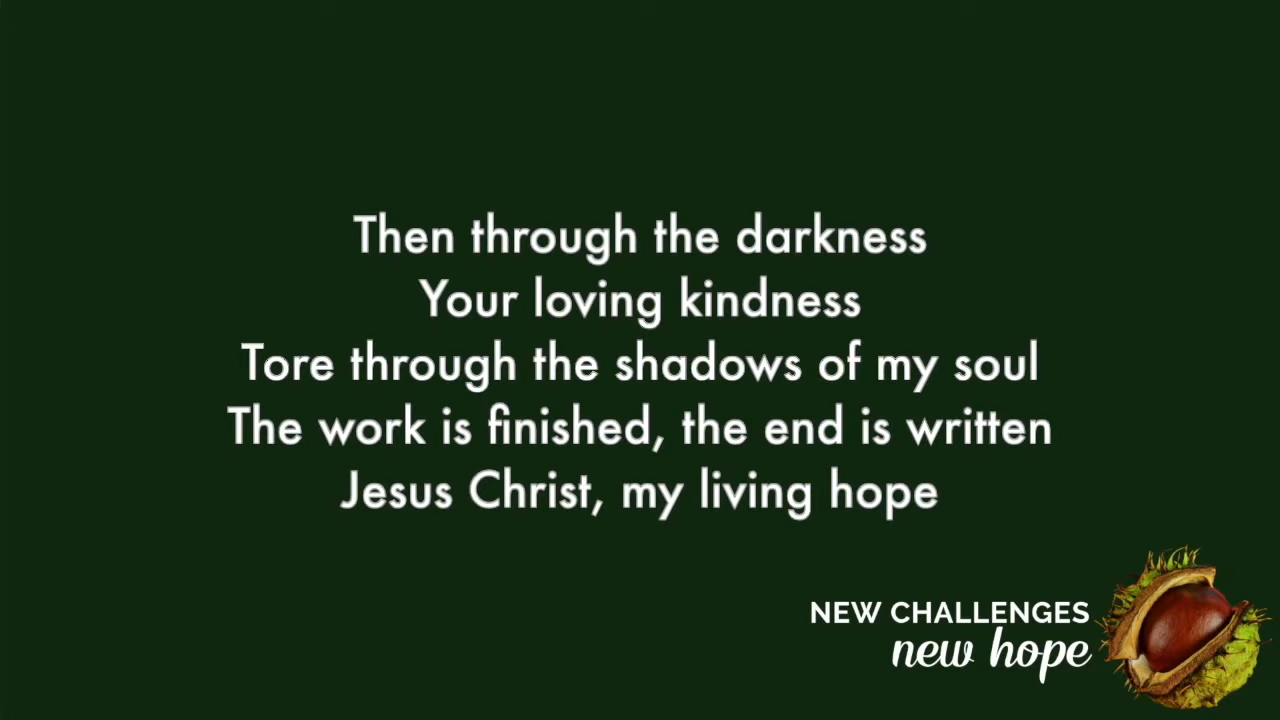 Then through the darkness
Your loving kindness
Tore through the shadows of my soul
The work is finished, the end is written
Jesus Christ, my living hope
NEW CHALLENGES
new hope